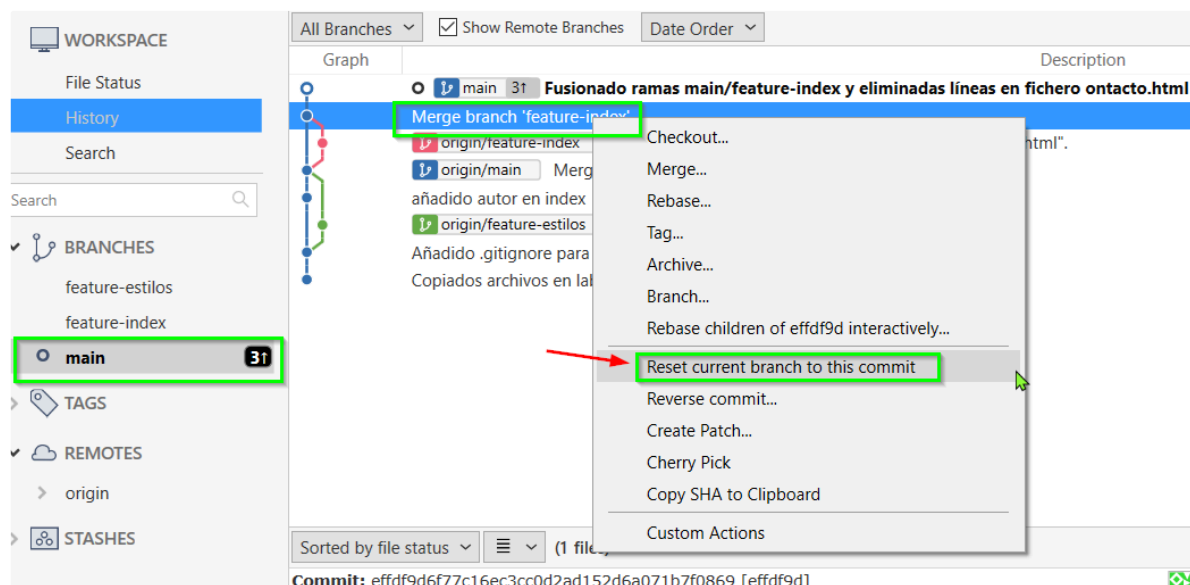 WORKSPACE
File Status
History
Search
Search
BRANCHES
feature-estilos
feature-index
main 3↑
TAGS
REMOTES
origin
STASHES
All Branches Show Remote Branches Date Order
Graph Description
main 3↑ Fusionado ramas main/feature-index y eliminadas líneas en fichero ontacto.html
Merge branch 'feature-index'
origin/feature-index html".
origin/main Merg
añadido autor en index
origin/feature-estilos
Añadido .gitignore para
Copiados archivos en la
Checkout...
Merge...
Rebase...
Tag...
Archive...
Branch...
Rebase children of effdf9d interactively...
Reset current branch to this commit
Reverse commit...
Create Patch...
Cherry Pick
Copy SHA to Clipboard
Custom Actions
Sorted by file status (1 file
Commit: effdf9d6f77c16ec3cc0d2ad152d6a071b7f0869 [effdf9d]